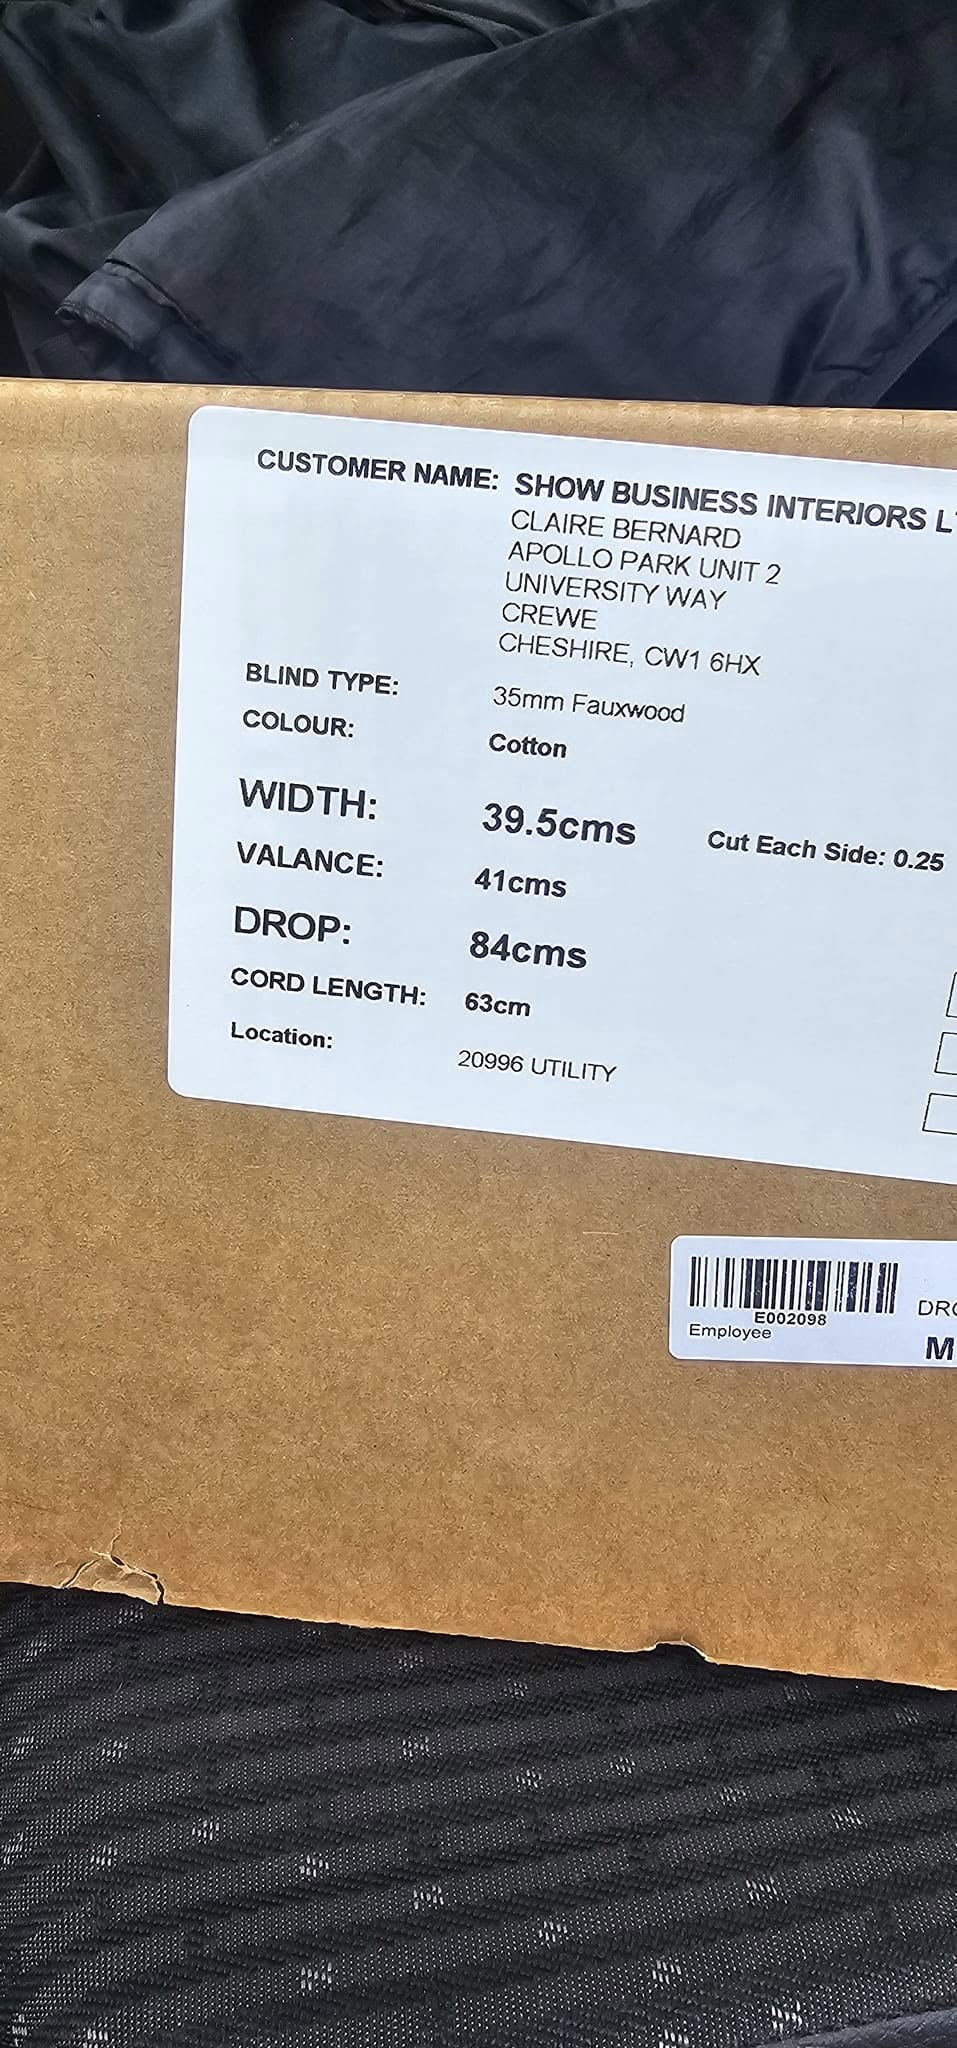 CUSTOMER NAME: SHOW BUSINESS INTERIORS
CLAIRE BERNARD
APOLLO PARK UNIT 2
UNIVERSITY WAY
CREWE
CHESHIRE, CW1 6HX
BLIND TYPE: 35mm Fauxwood
COLOUR: Cotton
WIDTH: 39.5cms Cut Each Side: 0.25
VALANCE: 41cms
DROP: 84cms
CORD LENGTH: 63cm
Location: 20996 UTILITY
E002098
Employee